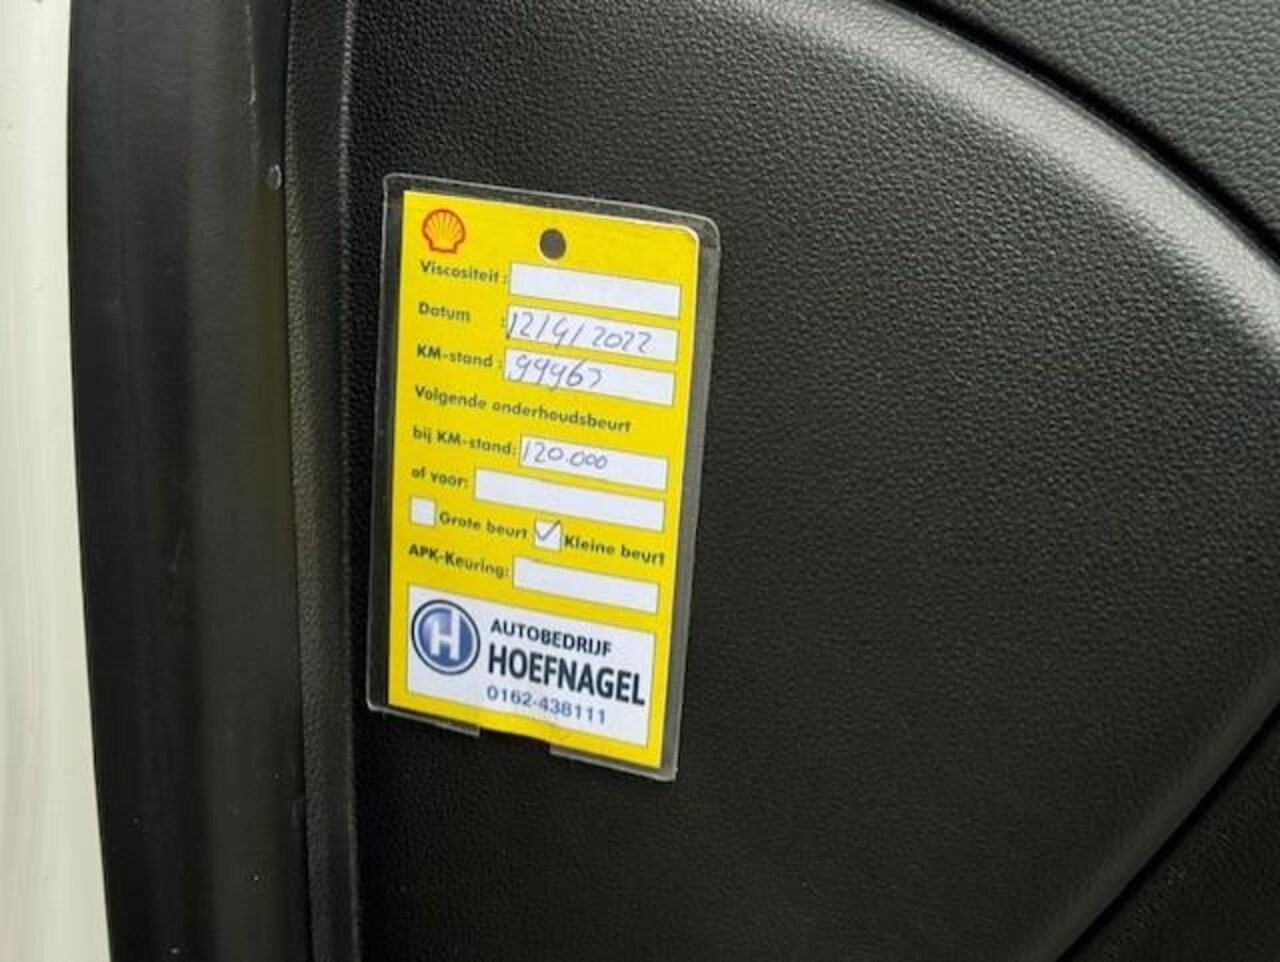 Viscositeit :
Datum : 12/9/2022
KM-stand :
Volgende onderhoudsbeurt
bij KM-stand: 120.000
of voor:
Grote beurt Kleine beurt
APK-Keuring:
H AUTOBEDRIJF
HOEFNAGEL
0162-438111